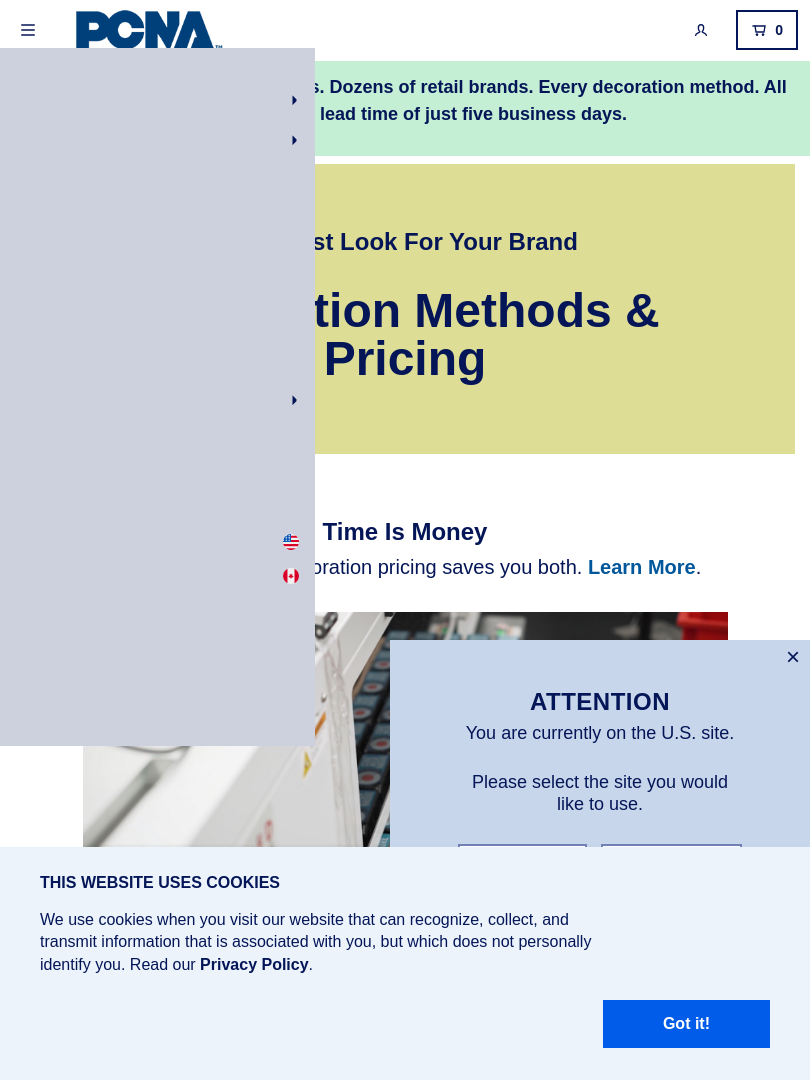 PCNA™
0
s. Dozens of retail brands. Every decoration method. All
lead time of just five business days.
st Look For Your Brand
tion Methods &
Pricing
Time Is Money
oration pricing saves you both. Learn More.
×
ATTENTION
You are currently on the U.S. site.
Please select the site you would
like to use.
THIS WEBSITE USES COOKIES
We use cookies when you visit our website that can recognize, collect, and
transmit information that is associated with you, but which does not personally
identify you. Read our Privacy Policy.
Got it!